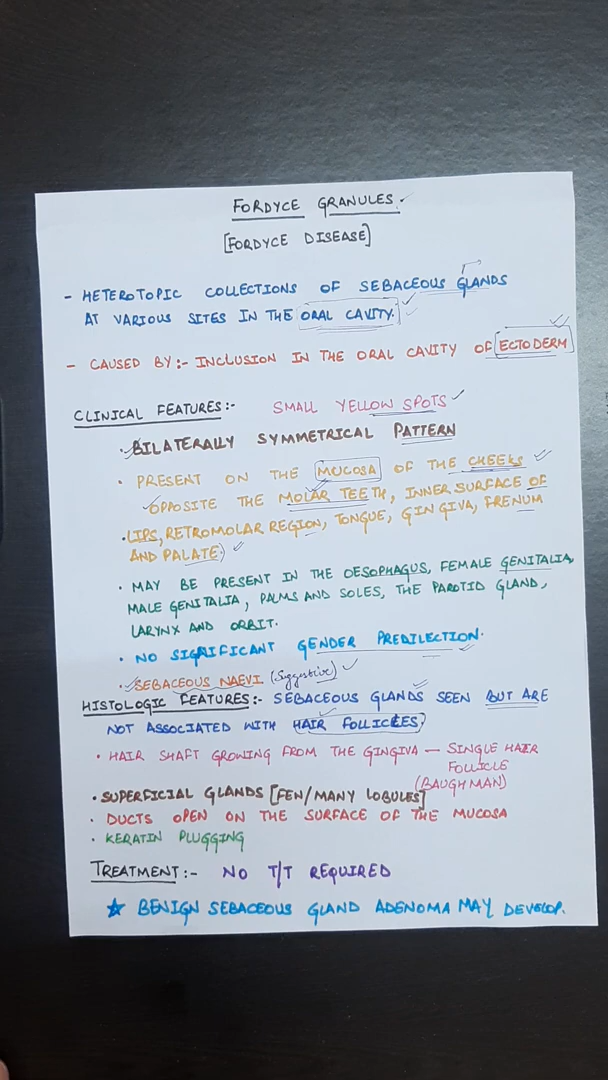 FORDYCE GRANULES.
[FORDYCE DISEASE]
- HETEROTOPIC COLLECTIONS OF SEBACEOUS GLANDS
AT VARIOUS SITES IN THE ORAL CAVITY.
- CAUSED BY:- INCLUSION IN THE ORAL CAVITY OF ECTODERM
CLINICAL FEATURES:- SMALL YELLOW SPOTS
• BILATERALLY SYMMETRICAL PATTERN
• PRESENT ON THE MUCOSA OF THE CHEEKS
OPPOSITE THE MOLAR TEETH, INNER SURFACE OF
• LIPS, RETROMOLAR REGION, TONGUE, GINGIVA, FRENUM
AND PALATE.
• MAY BE PRESENT IN THE OESOPHAGUS, FEMALE GENITALIA,
MALE GENITALIA, PALMS AND SOLES, THE PAROTID GLAND,
LARYNX AND ORBIT.
• NO SIGNIFICANT GENDER PREDILECTION.
• SEBACEOUS NAEVI. (Suggestive)
HISTOLOGIC FEATURES:- SEBACEOUS GLANDS SEEN BUT ARE
NOT ASSOCIATED WITH HAIR FOLLICLES,
• HAIR SHAFT GROWING FROM THE GINGIVA — SINGLE HAIR
FOLLICLE
(BAUGHMAN)
• SUPERFICIAL GLANDS [FEW/MANY LOBULES]
• DUCTS OPEN ON THE SURFACE OF THE MUCOSA
• KERATIN PLUGGING
TREATMENT:- NO T/T REQUIRED
★ BENIGN SEBACEOUS GLAND ADENOMA MAY DEVELOP.